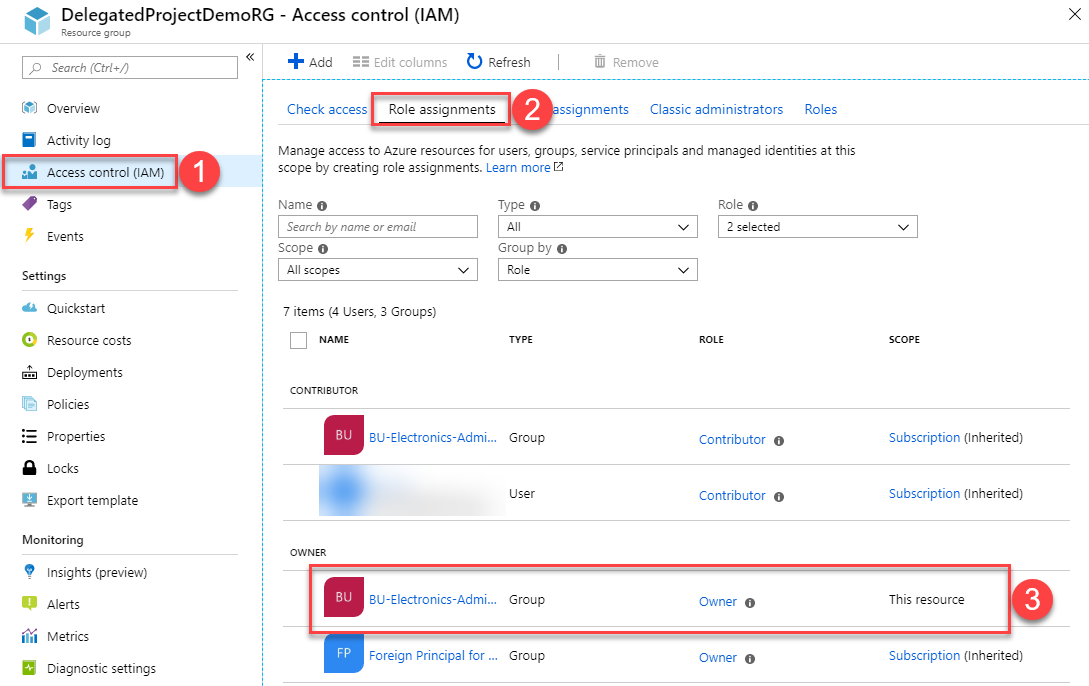 DelegatedProjectDemoRG - Access control (IAM)
Resource group
Search (Ctrl+/)
Overview
Activity log
Access control (IAM)
1
Tags
Events
Settings
Quickstart
Resource costs
Deployments
Policies
Properties
Locks
Export template
Monitoring
Insights (preview)
Alerts
Metrics
Diagnostic settings
Add
Edit columns
Refresh
Remove
Check access
Role assignments
2
assignments
Classic administrators
Roles
Manage access to Azure resources for users, groups, service principals and managed identities at this
scope by creating role assignments. Learn more
Name
Type
Role
Search by name or email
All
2 selected
Scope
Group by
All scopes
Role
7 items (4 Users, 3 Groups)
NAME TYPE ROLE SCOPE
CONTRIBUTOR
BU BU-Electronics-Admi... Group Contributor Subscription (Inherited)
User Contributor Subscription (Inherited)
OWNER
BU BU-Electronics-Admi... Group Owner This resource
3
FP Foreign Principal for ... Group Owner Subscription (Inherited)